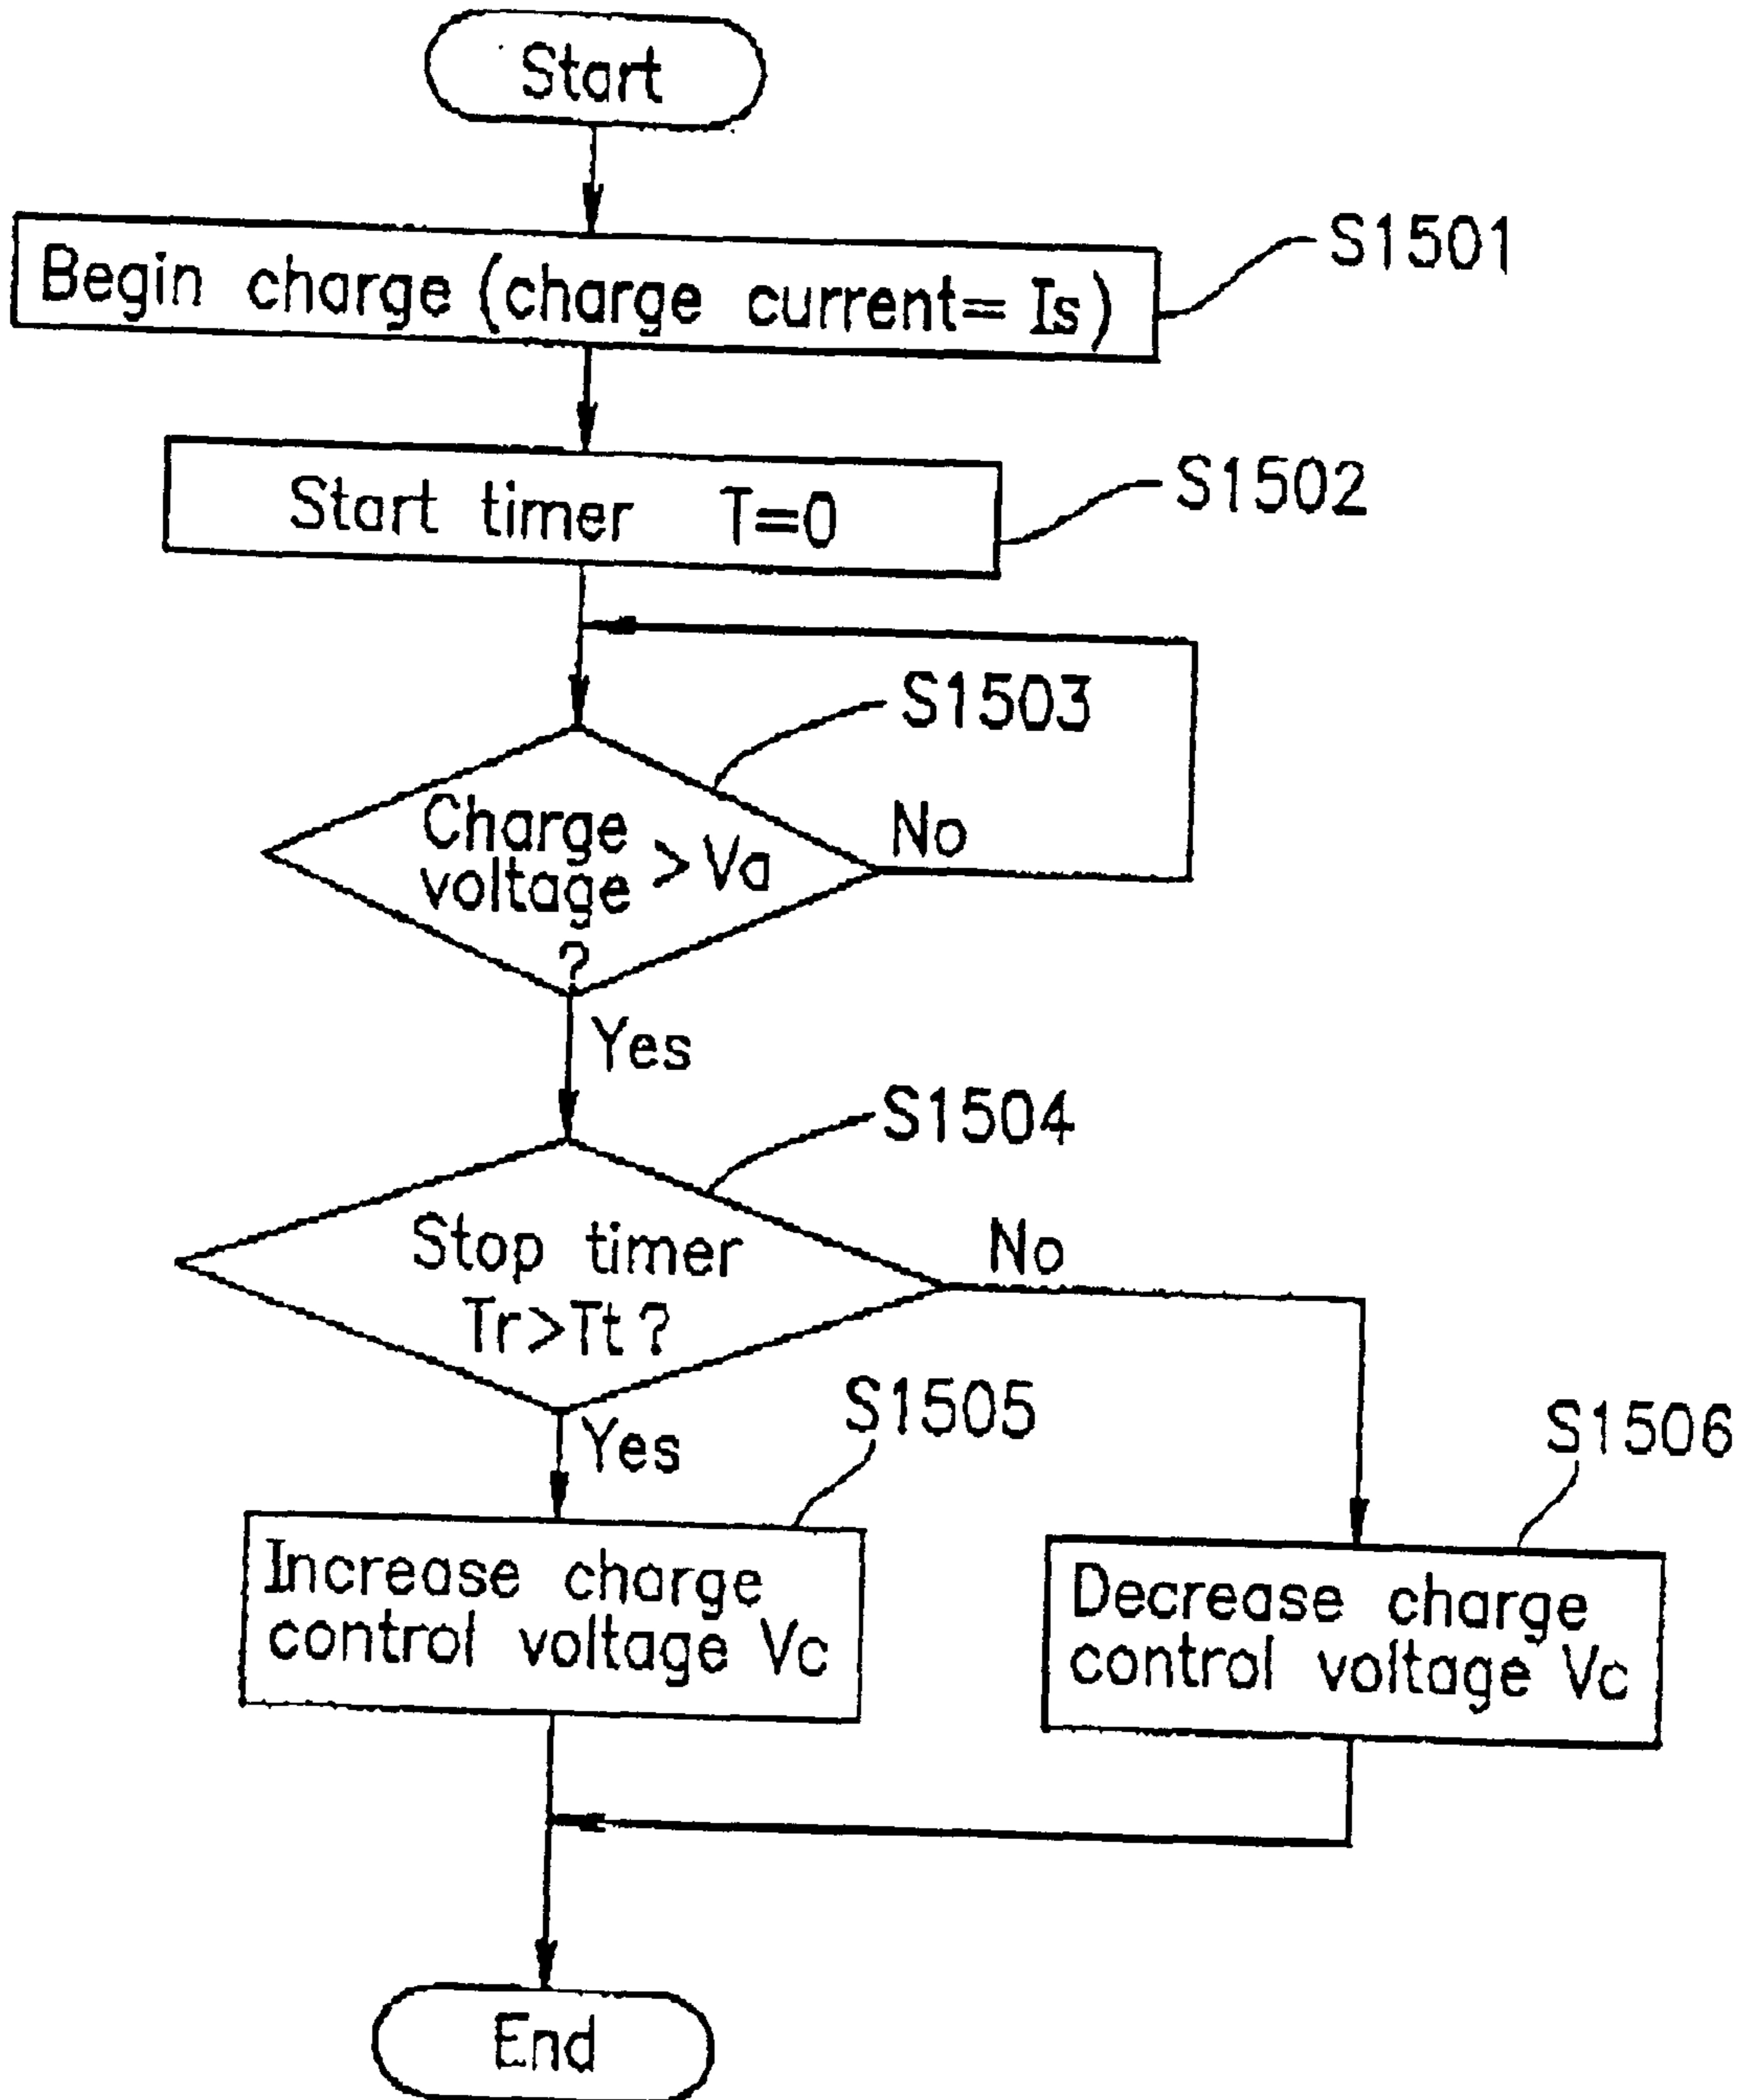 Start
Begin charge (charge current= Is)
S1501
Start timer T=0
S1502
S1503
Charge
voltage > Va
?
No
Yes
S1504
Stop timer
Tr>Tt?
No
Yes
S1505
S1506
Increase charge
control voltage Vc
Decrease charge
control voltage Vc
End